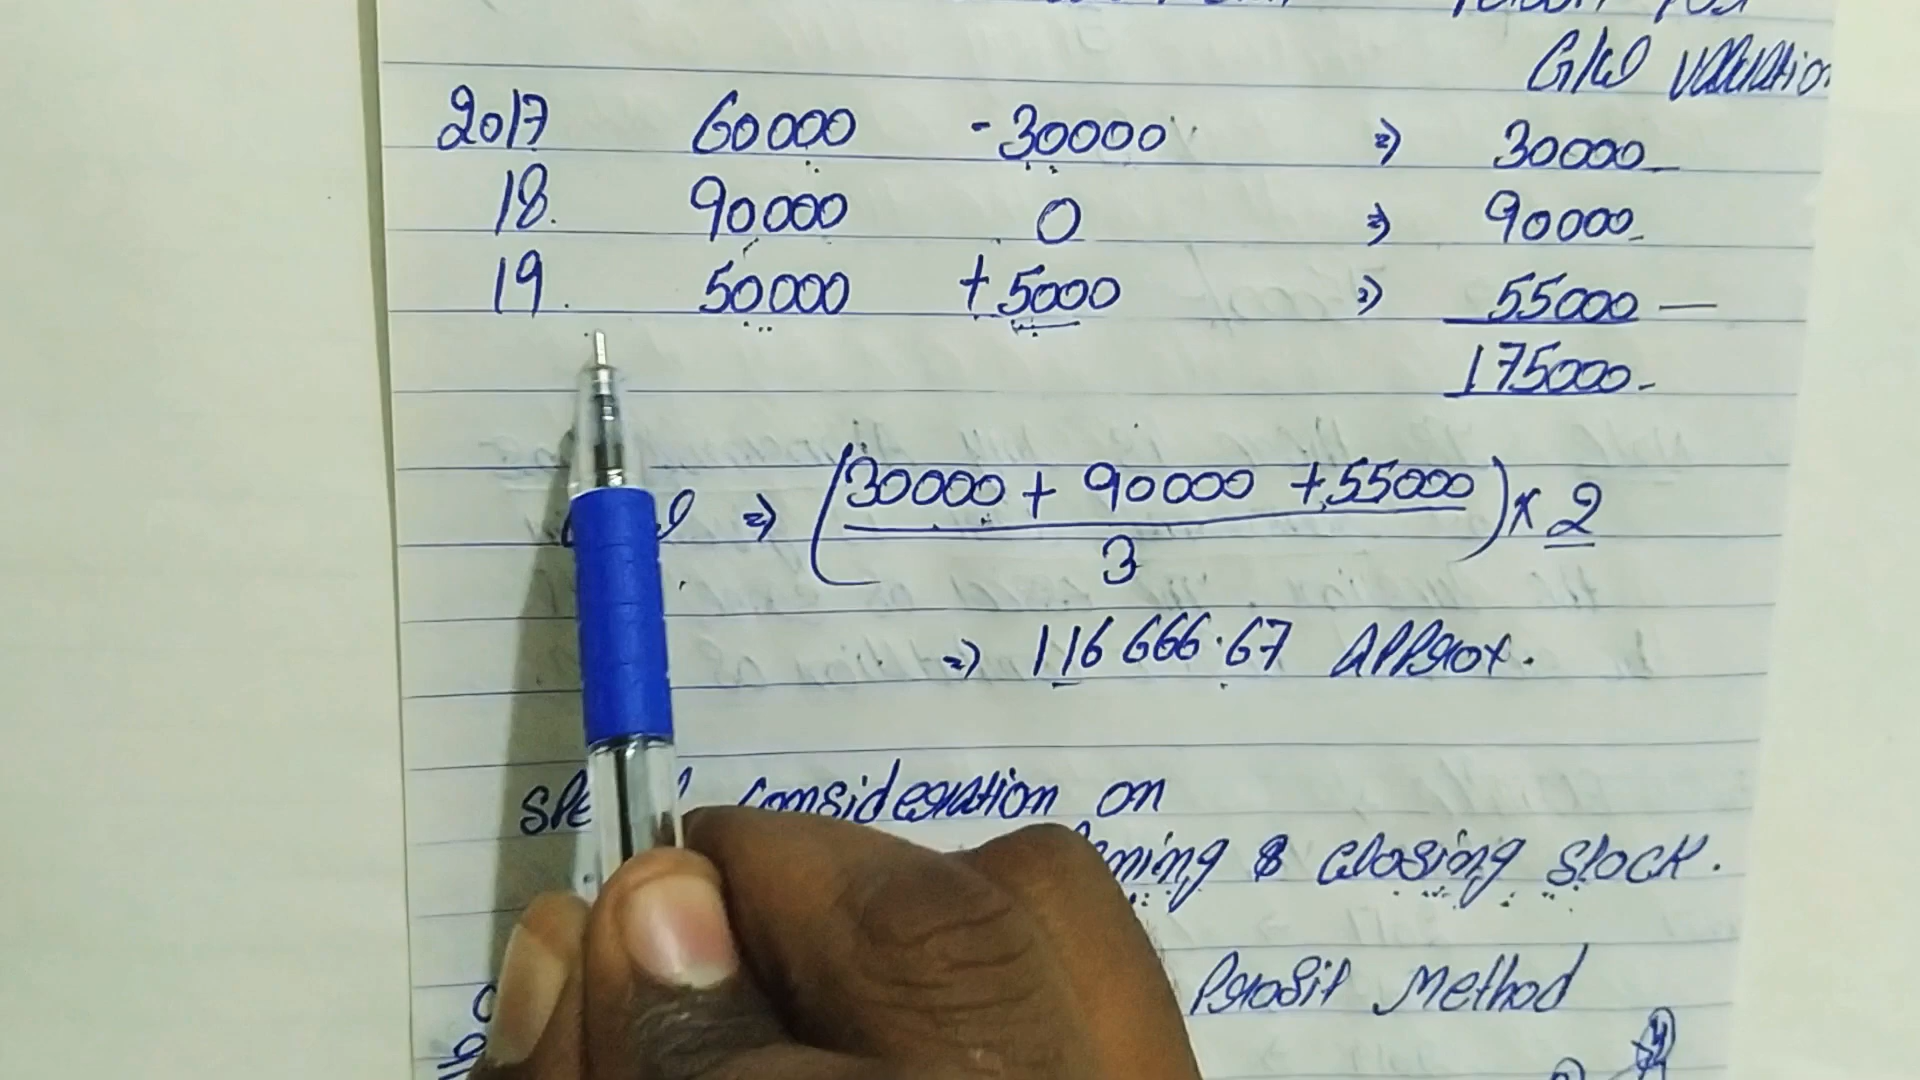 G/W valuation
2017 60000 - 30000 => 30000
18. 90000 0 => 90000
19. 50000 + 5000 => 55000
175000
=> (30000 + 90000 + 55000 / 3) × 2
=> 116666.67 Approx.
consideration on
& Closing Stock.
Profit Method